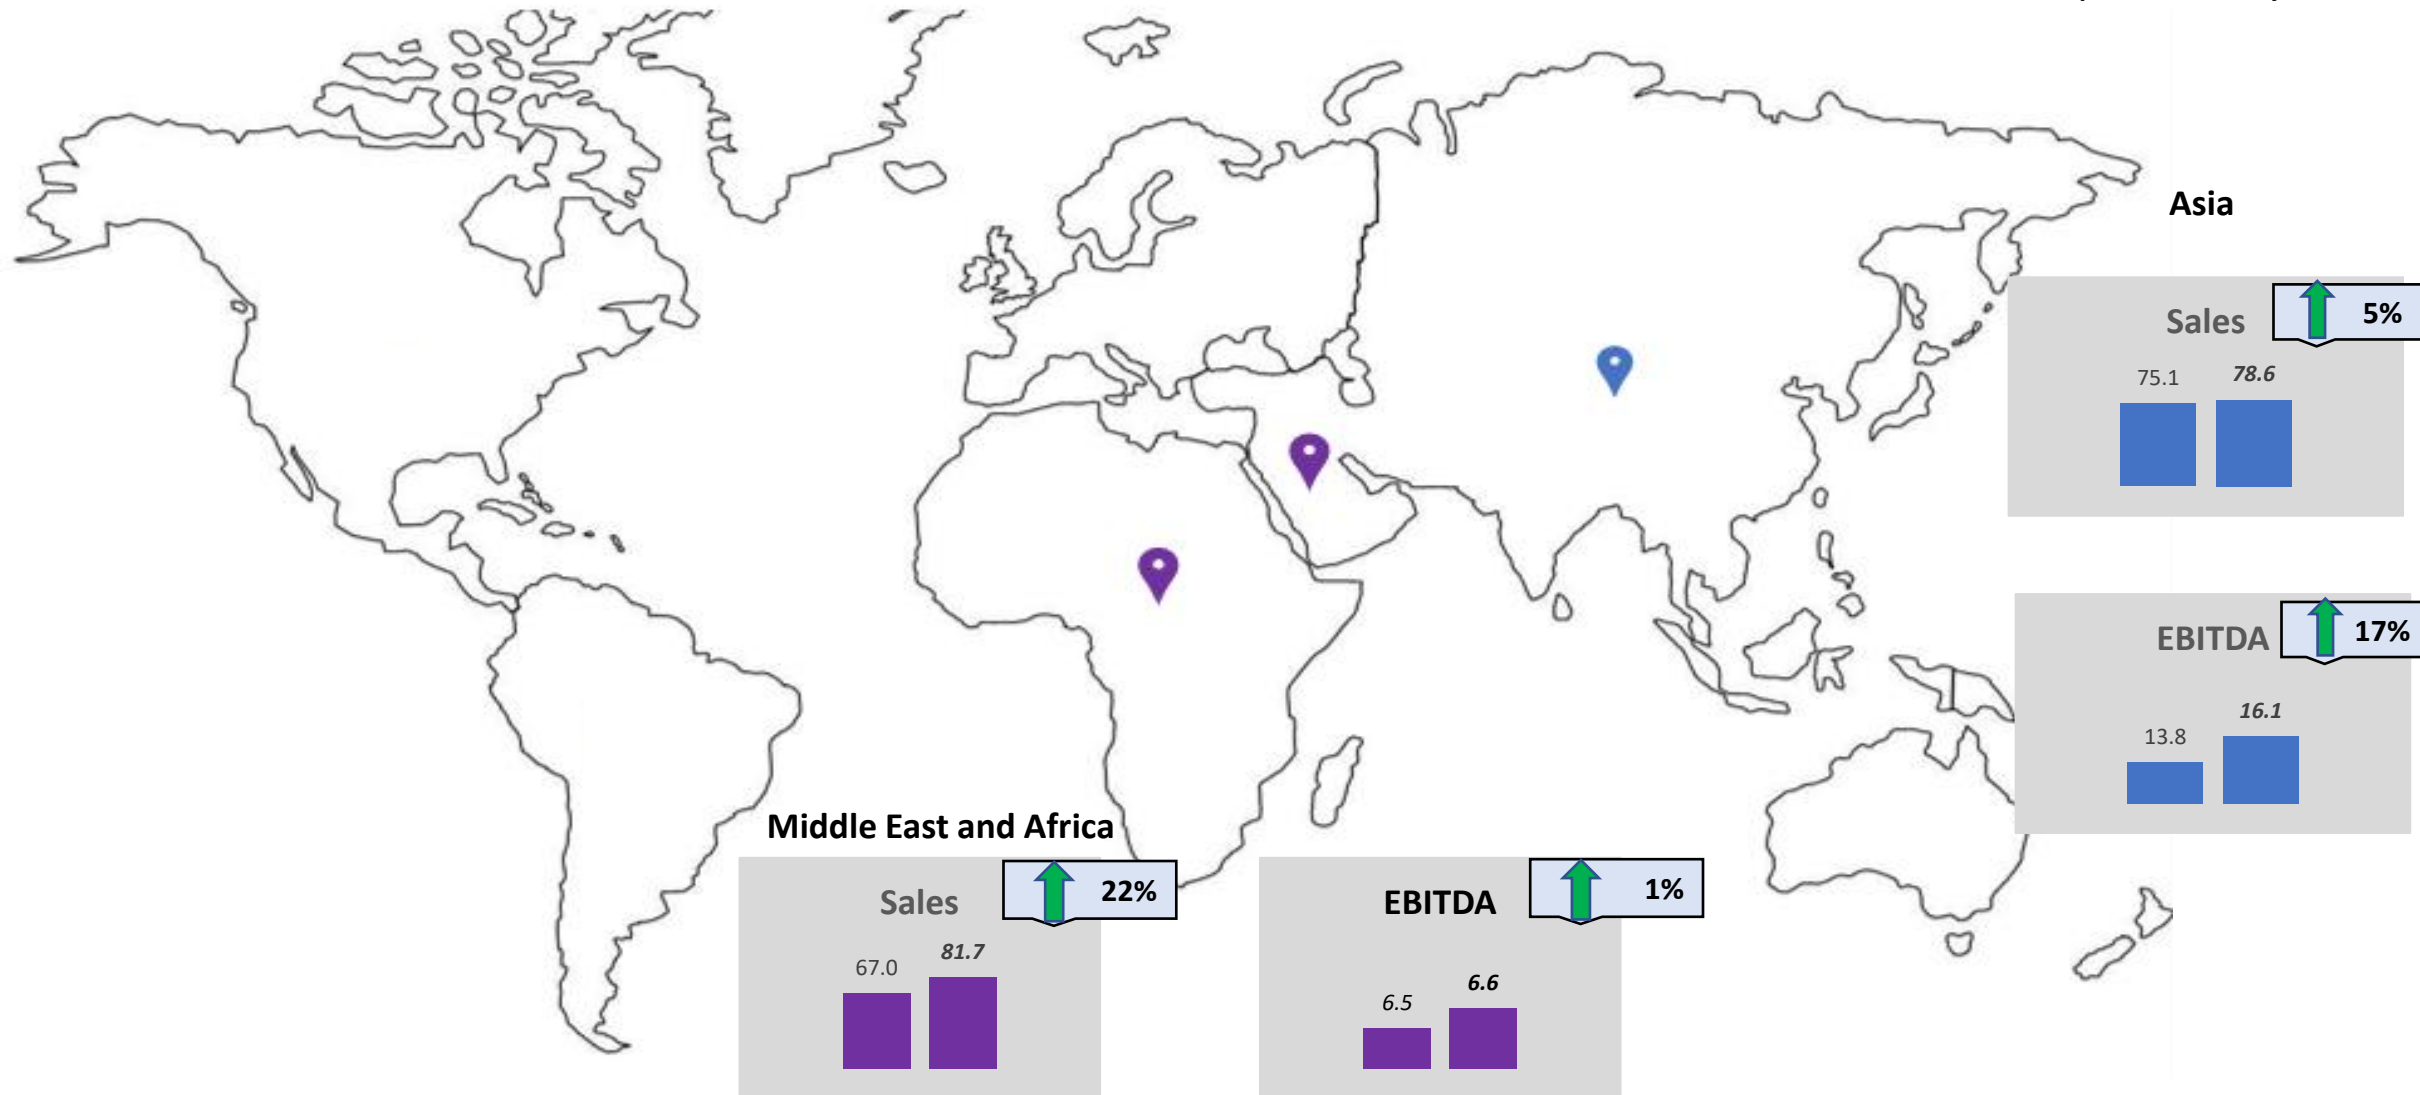 Asia
Sales
5%
75.1
78.6
EBITDA
17%
13.8
16.1
Middle East and Africa
Sales
22%
67.0
81.7
EBITDA
1%
6.5
6.6